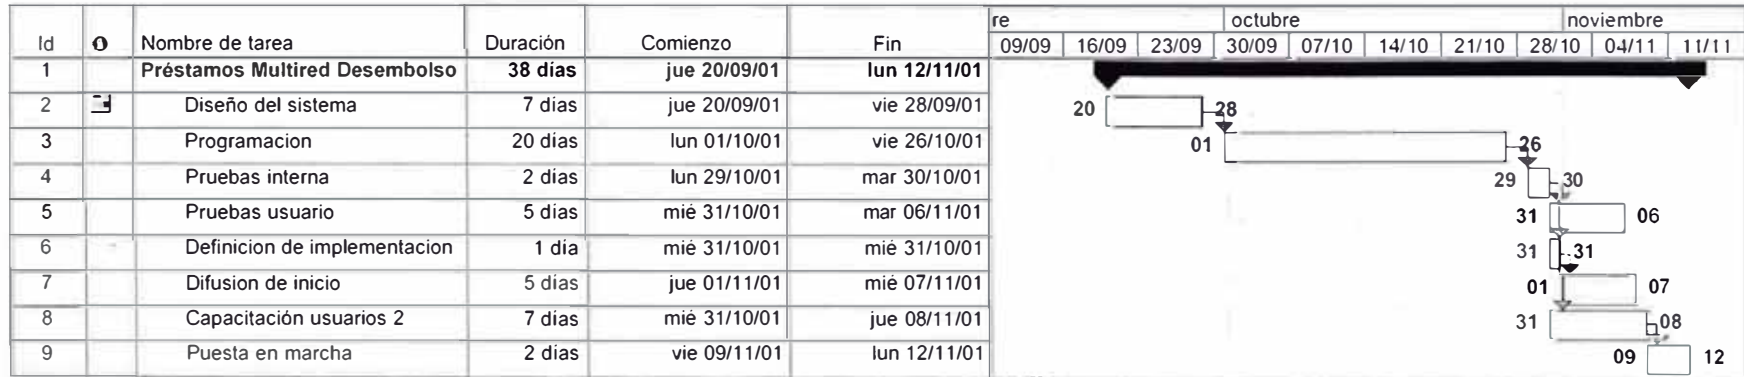 re octubre noviembre
Id Nombre de tarea Duración Comienzo Fin 09/09 16/09 23/09 30/09 07/10 14/10 21/10 28/10 04/11 11/11
1 Préstamos Multired Desembolso 38 días jue 20/09/01 lun 12/11/01
2 Diseño del sistema 7 dias jue 20/09/01 vie 28/09/01 20 28
3 Programacion 20 dias lun 01/10/01 vie 26/10/01 01 26
4 Pruebas interna 2 dias lun 29/10/01 mar 30/10/01 29 30
5 Pruebas usuario 5 dias mié 31/10/01 mar 06/11/01 31 06
6 Definicion de implementacion 1 dia mié 31/10/01 mié 31/10/01 31 31
7 Difusion de inicio 5 dias jue 01/11/01 mié 07/11/01 01 07
8 Capacitación usuarios 2 7 dias mié 31/10/01 jue 08/11/01 31 08
9 Puesta en marcha 2 dias vie 09/11/01 lun 12/11/01 09 12